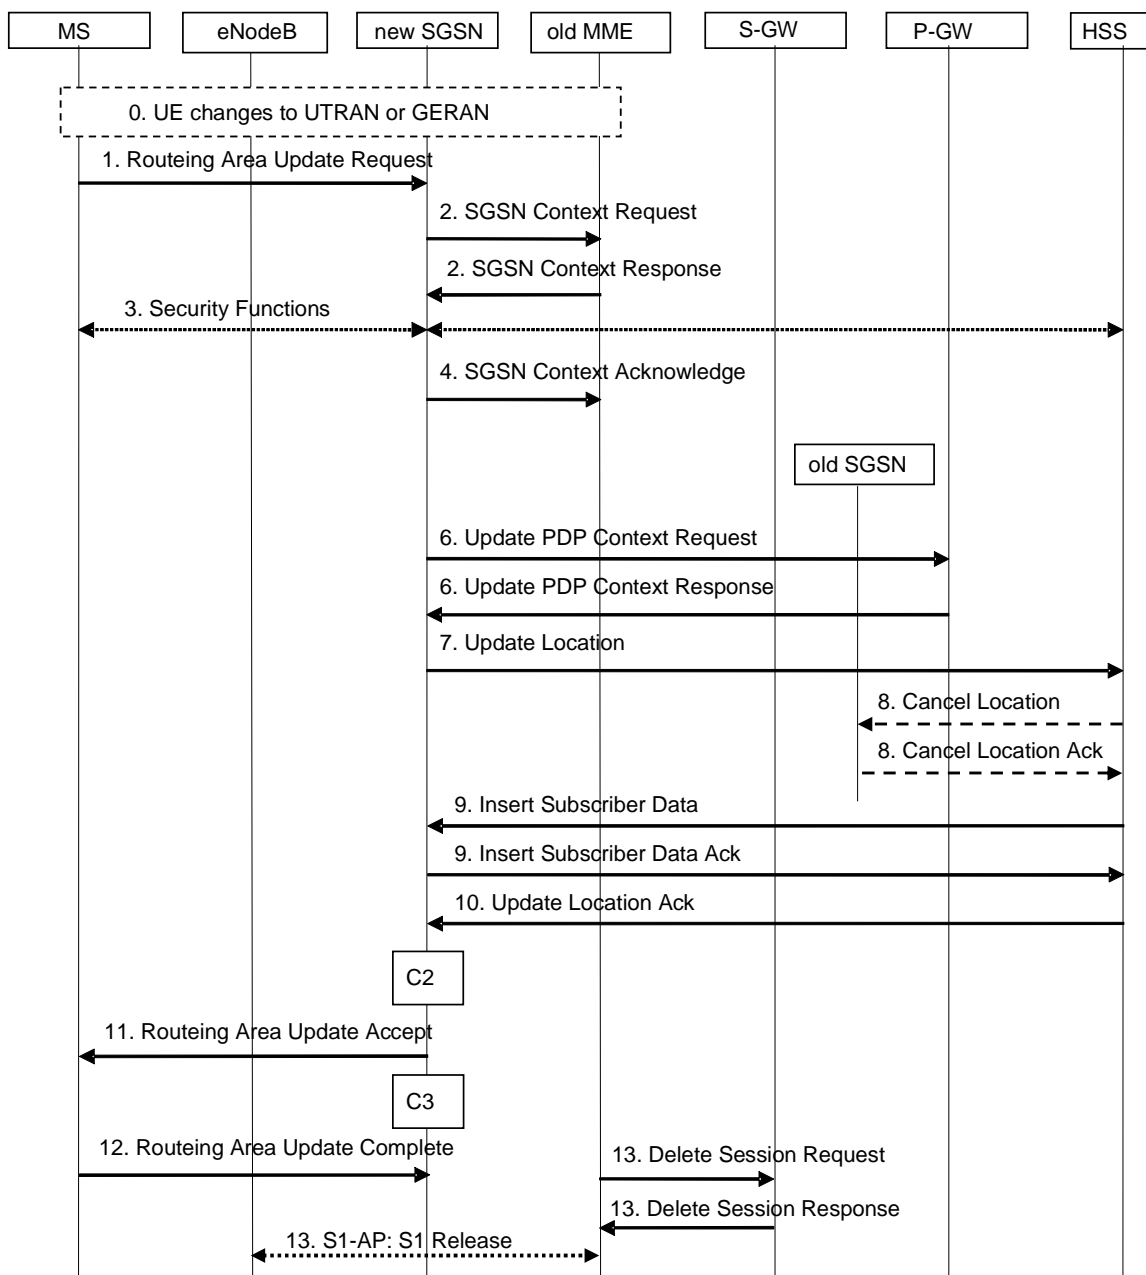 MS
eNodeB
new SGSN
old MME
S-GW
P-GW
HSS
0. UE changes to UTRAN or GERAN
1. Routeing Area Update Request
2. SGSN Context Request
2. SGSN Context Response
3. Security Functions
4. SGSN Context Acknowledge
old SGSN
6. Update PDP Context Request
6. Update PDP Context Response
7. Update Location
8. Cancel Location
8. Cancel Location Ack
9. Insert Subscriber Data
9. Insert Subscriber Data Ack
10. Update Location Ack
C2
11. Routeing Area Update Accept
C3
12. Routeing Area Update Complete
13. Delete Session Request
13. Delete Session Response
13. S1-AP: S1 Release